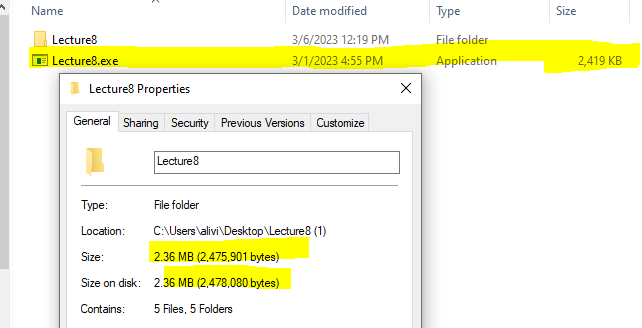 Name Date modified Type Size
Lecture8 3/6/2023 12:19 PM File folder
Lecture8.exe 3/1/2023 4:55 PM Application 2,419 KB
Lecture8 Properties
General Sharing Security Previous Versions Customize
Lecture8
Type: File folder
Location: C:\Users\alivi\Desktop\Lecture8 (1)
Size: 2.36 MB (2,475,901 bytes)
Size on disk: 2.36 MB (2,478,080 bytes)
Contains: 5 Files, 5 Folders